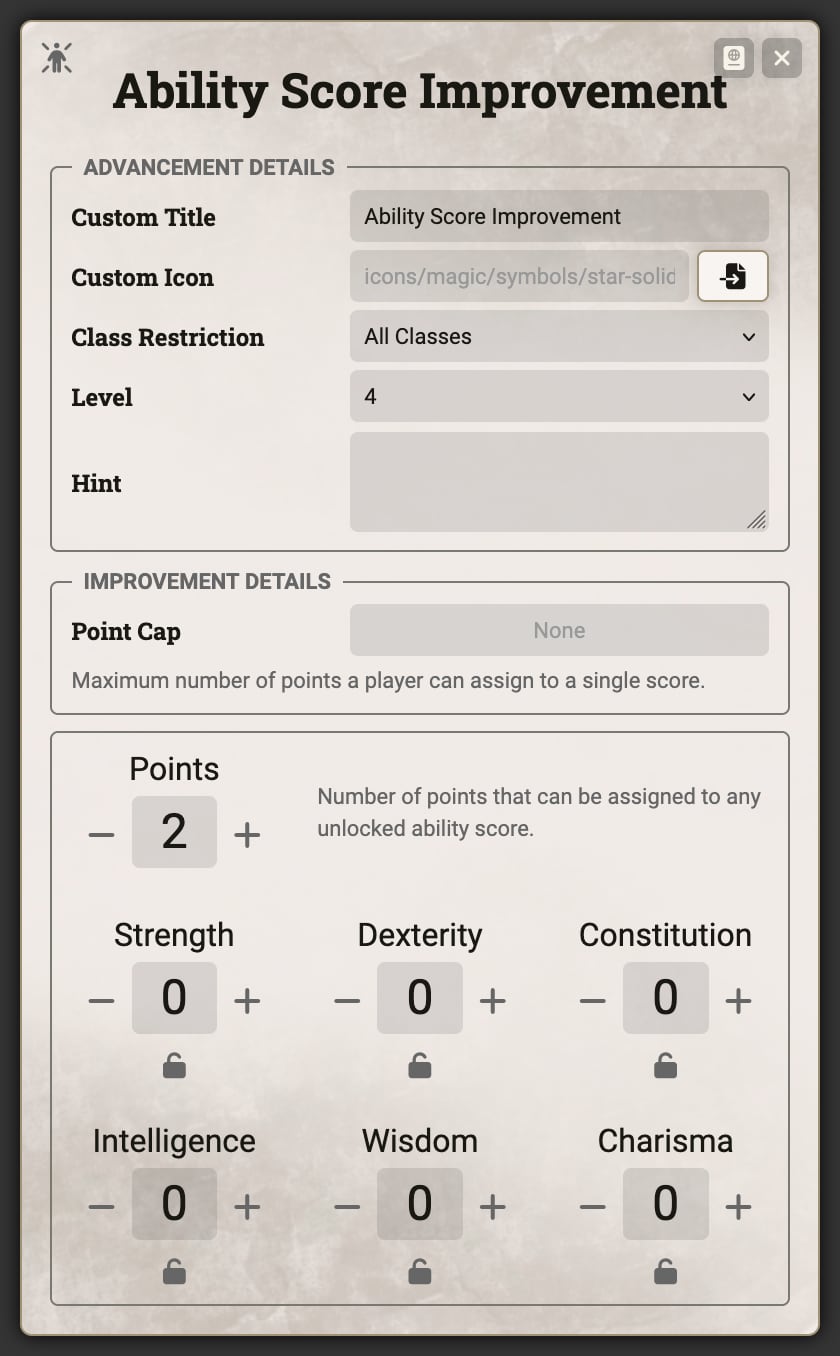 Ability Score Improvement
ADVANCEMENT DETAILS
Custom Title
Ability Score Improvement
Custom Icon
icons/magic/symbols/star-solid
Class Restriction
All Classes
Level
4
Hint
IMPROVEMENT DETAILS
Point Cap
None
Maximum number of points a player can assign to a single score.
Points
2
Number of points that can be assigned to any
unlocked ability score.
Strength
Dexterity
Constitution
0
0
0
Intelligence
Wisdom
Charisma
0
0
0